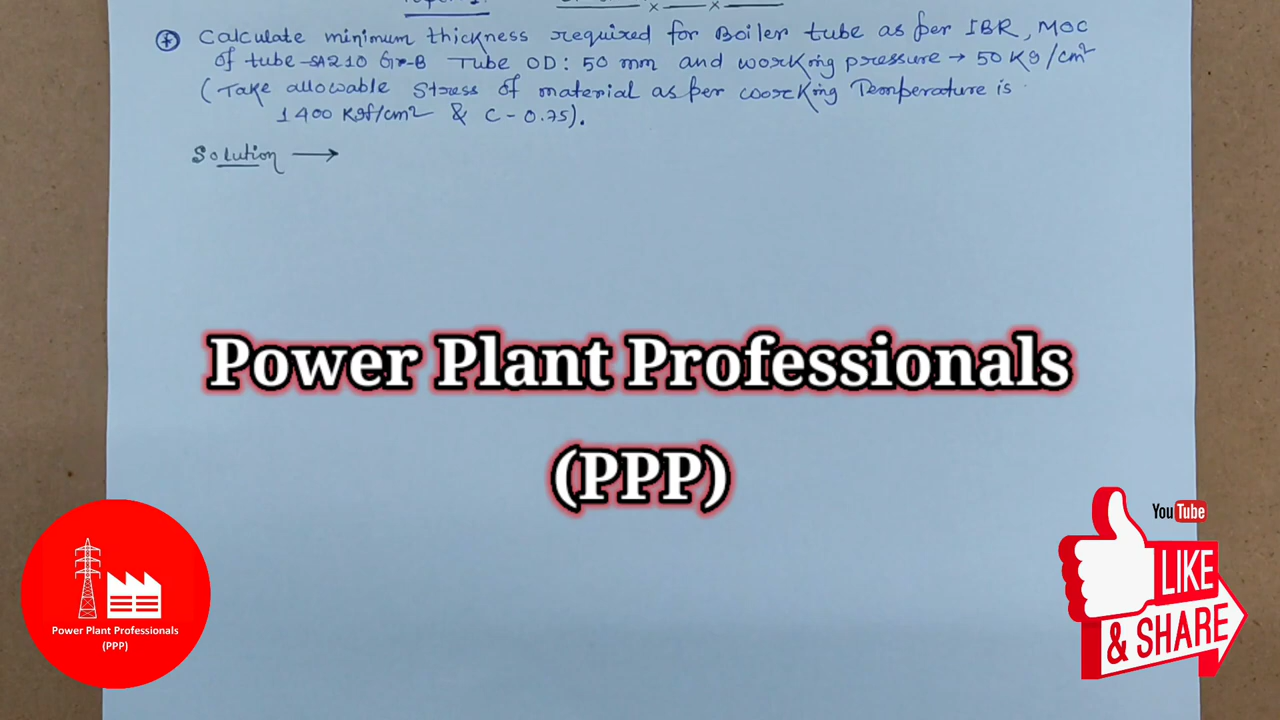 Calculate minimum thickness required for Boiler tube as per IBR, MOC
of tube-SA210 Gr-B Tube OD: 50 mm and working pressure → 50 Kg/cm²
(Take allowable Stress of material as per working Temperature is
1400 Kgf/cm² & C-0.75).
Solution →
Power Plant Professionals
(PPP)
Power Plant Professionals
(PPP)
YouTube
LIKE
& SHARE